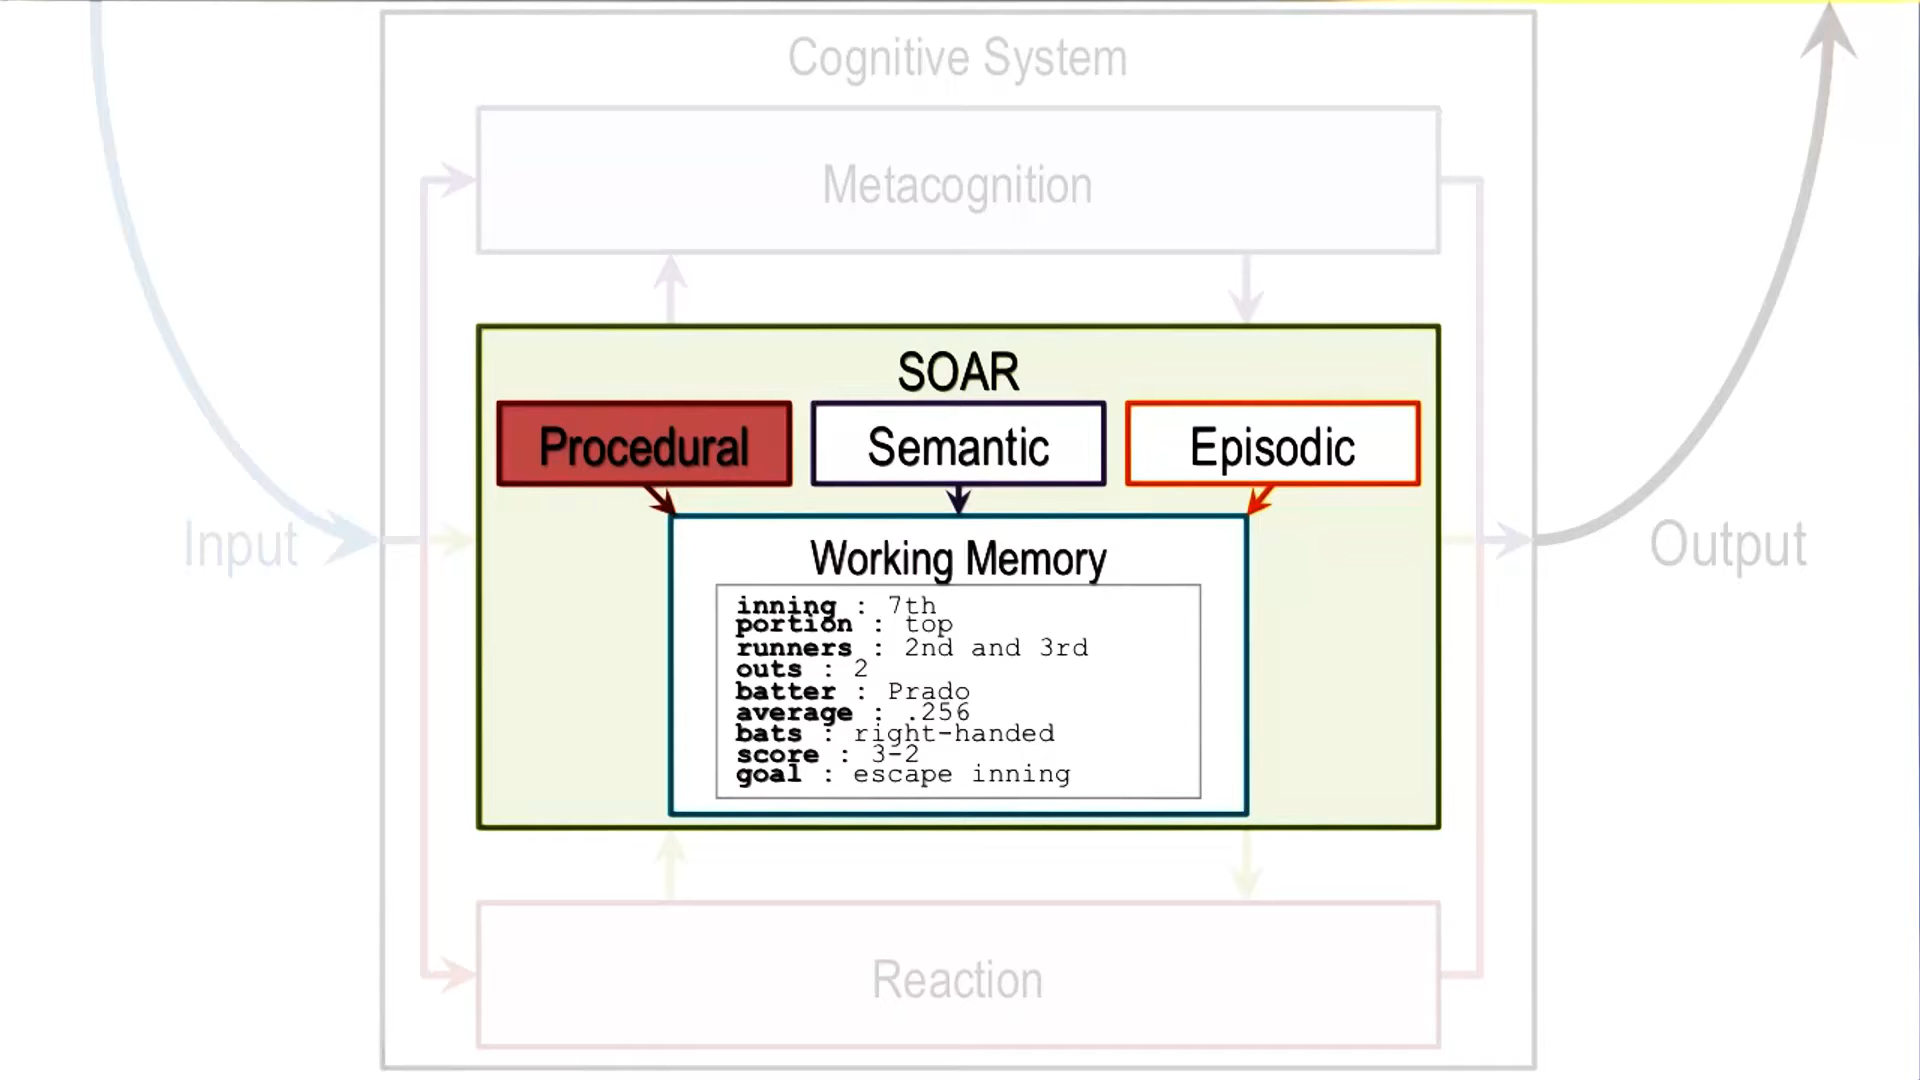 Cognitive System
Metacognition
SOAR
Procedural
Semantic
Episodic
Input
Output
Working Memory
inning : 7th
portion : top
runners : 2nd and 3rd
outs : 2
batter : Prado
average : .256
bats : right-handed
score : 3-2
goal : escape inning
Reaction